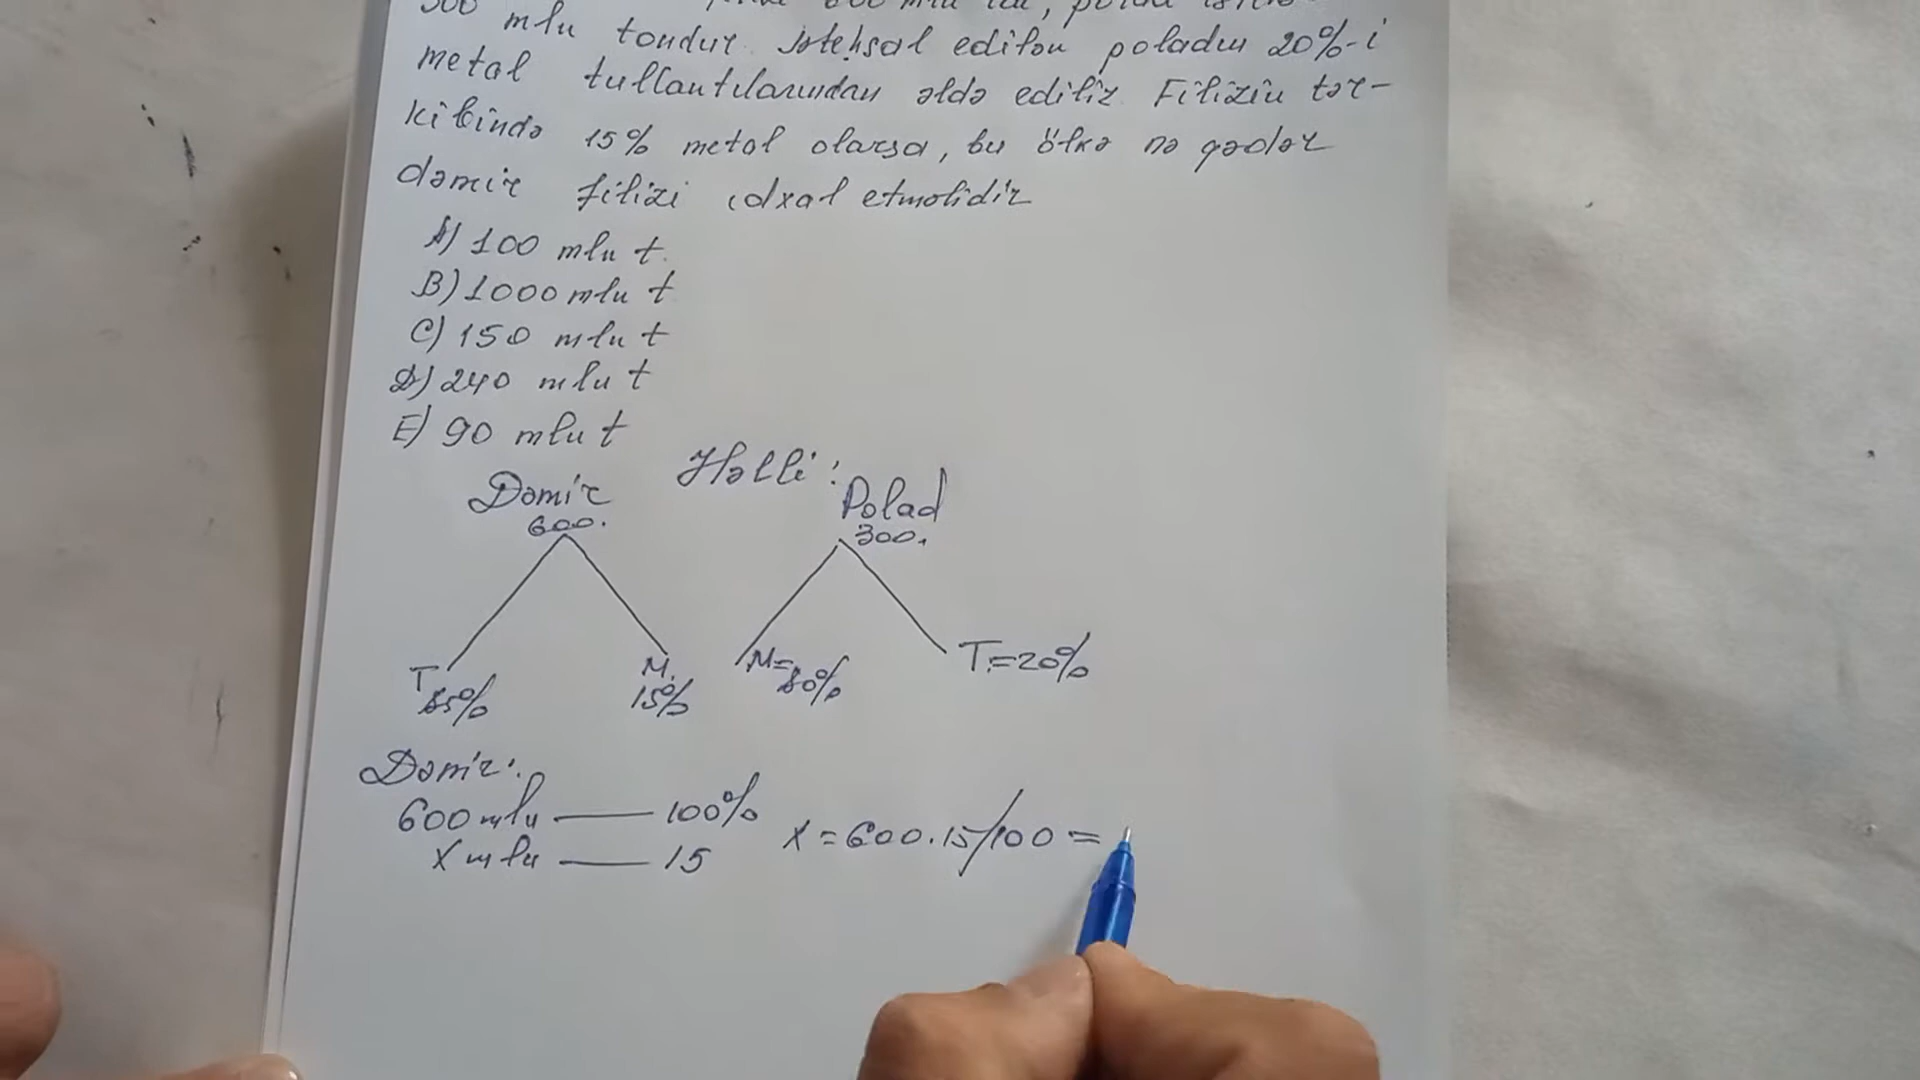 300 mln tondur. İstehsal edilən poladın 20%-i
metal tullantılarından əldə edilir. Filizin tər-
kibində 15% metal olarsa, bu ölkə nə qədər
dəmir filizi idxal etməlidir
A) 100 mln t.
B) 1000 mln t
C) 150 mln t
D) 240 mln t
E) 90 mln t
Həlli:
Dəmir
600.
Polad
300.
T
85%
M.
15%
M=
80%
T=20%
Dəmir:
600 mln — 100%
X mln — 15
X = 600.15/100 =